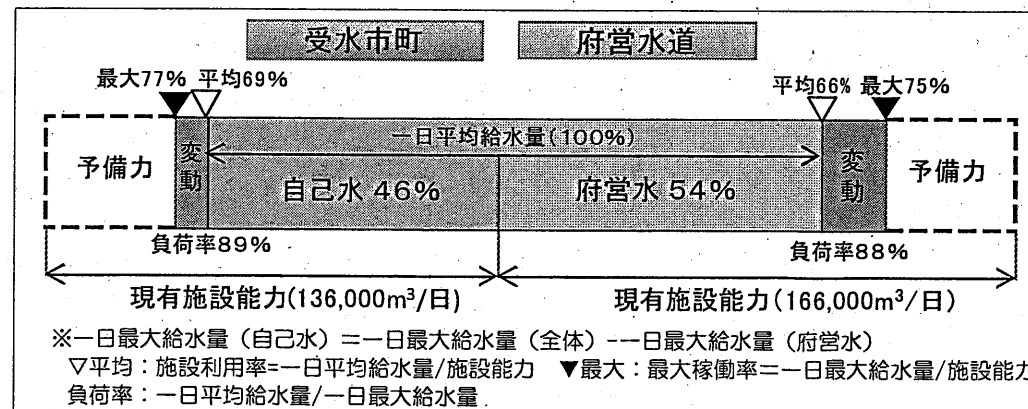 受水市町 府営水道
最大77% 平均69% 平均66% 最大75%
一日平均給水量(100%)
予備力 変動 自己水 46% 府営水 54% 変動 予備力
負荷率89% 負荷率88%
現有施設能力(136,000m³/日) 現有施設能力(166,000m³/日)
※一日最大給水量（自己水）＝一日最大給水量（全体）-一日最大給水量（府営水）
▽平均：施設利用率=一日平均給水量/施設能力 ▼最大：最大稼働率＝一日最大給水量/施設能力
負荷率：一日平均給水量/一日最大給水量